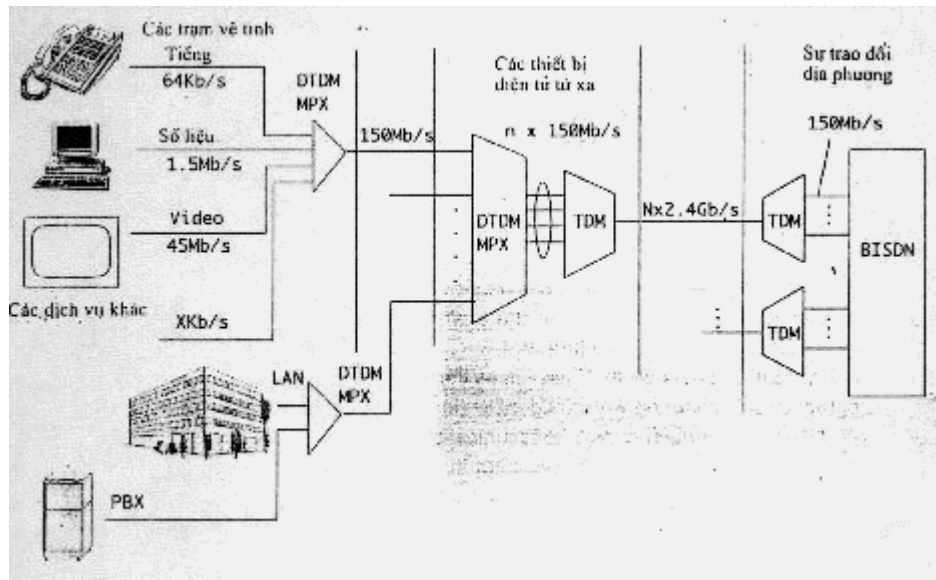 Các trạm vệ tinh
Tiếng
64Kb/s
Số liệu
1.5Mb/s
Video
45Mb/s
Các dịch vụ khác
XKb/s
DTDM
MPX
150Mb/s
LAN
DTDM
MPX
PBX
Các thiết bị
điện tử từ xa
n x 150Mb/s
DTDM
MPX
TDM
Nx2.4Gb/s
Sự trao đổi
địa phương
150Mb/s
TDM
BISDN
TDM